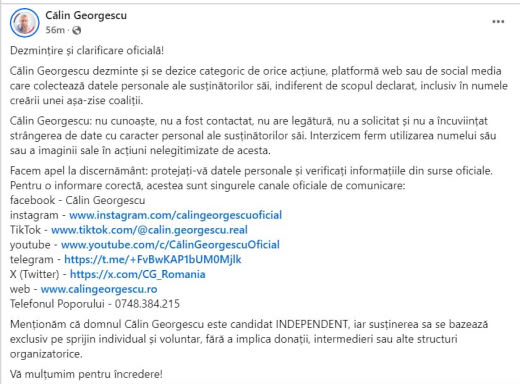 Călin Georgescu
56m ·
Dezmințire și clarificare oficială!
Călin Georgescu dezminte și se dezice categoric de orice acțiune, platformă web sau de social media
care colectează datele personale ale susținătorilor săi, indiferent de scopul declarat, inclusiv în numele
creării unei așa-zise coaliții.
Călin Georgescu: nu cunoaște, nu a fost contactat, nu are legătură, nu a solicitat și nu a încuviințat
strângerea de date cu caracter personal ale susținătorilor săi. Interzicem ferm utilizarea numelui său
sau a imaginii sale în acțiuni nelegitimizate de acesta.
Facem apel la discernământ: protejați-vă datele personale și verificați informațiile din surse oficiale.
Pentru o informare corectă, acestea sunt singurele canale oficiale de comunicare:
facebook - Călin Georgescu
instagram - www.instagram.com/calingeorgescuoficial
TikTok - www.tiktok.com/@calin.georgescu.real
youtube - www.youtube.com/c/CălinGeorgescuOficial
telegram - https://t.me/+FvBwKAP1bUM0Mjlk
X (Twitter) - https://x.com/CG_Romania
web - www.calingeorgescu.ro
Telefonul Poporului - 0748.384.215
Menționăm că domnul Călin Georgescu este candidat INDEPENDENT, iar susținerea sa se bazează
exclusiv pe sprijin individual și voluntar, fără a implica donații, intermedieri sau alte structuri
organizatorice.
Vă mulțumim pentru încredere!